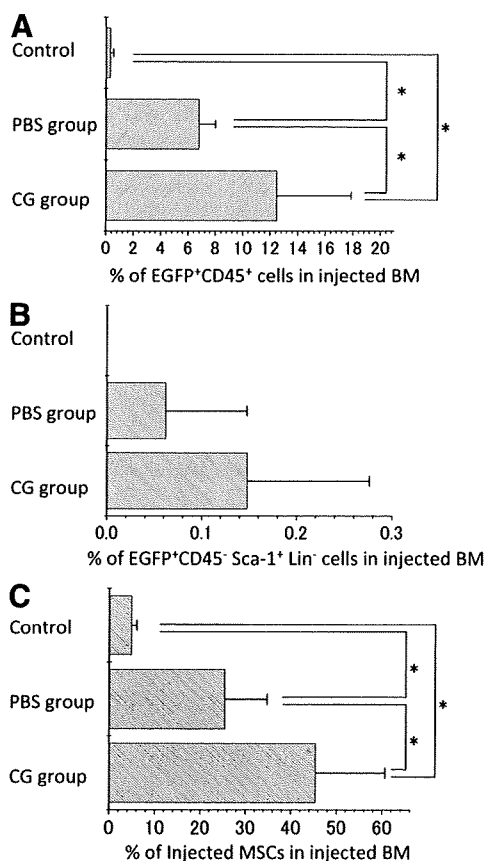 A
Control
*
PBS group
*
*
CG group
0 2 4 6 8 10 12 14 16 18 20
% of EGFP⁺CD45⁺ cells in injected BM
B
Control
PBS group
CG group
0.0 0.1 0.2 0.3
% of EGFP⁺CD45⁻ Sca-1⁺ Lin⁻ cells in injected BM
C
Control
*
PBS group
*
*
CG group
0 10 20 30 40 50 60
% of Injected MSCs in injected BM